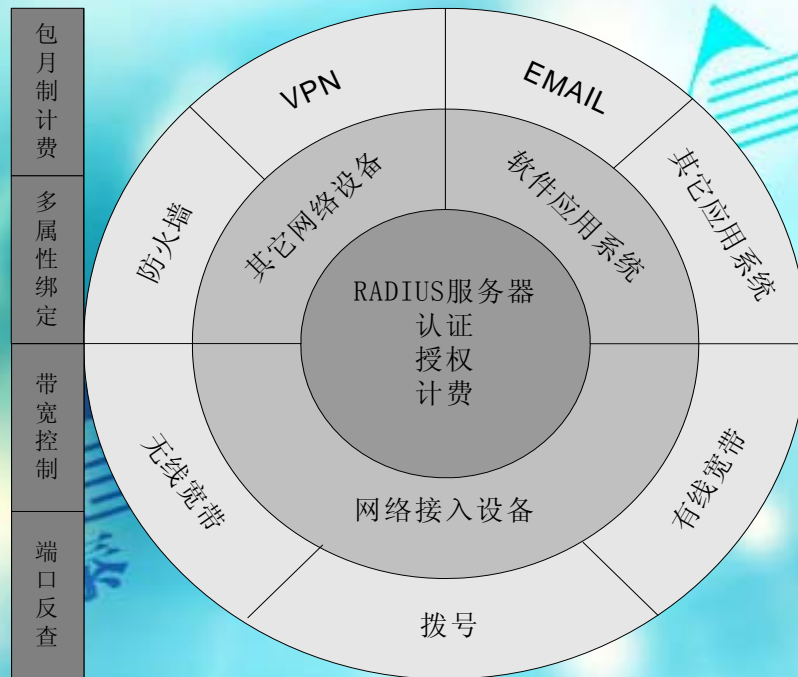 包月制计费
多属性绑定
带宽控制
端口反查
VPN
EMAIL
防火墙
其它网络设备
软件应用系统
其它应用系统
RADIUS服务器
认证
授权
计费
无线宽带
网络接入设备
有线宽带
拨号